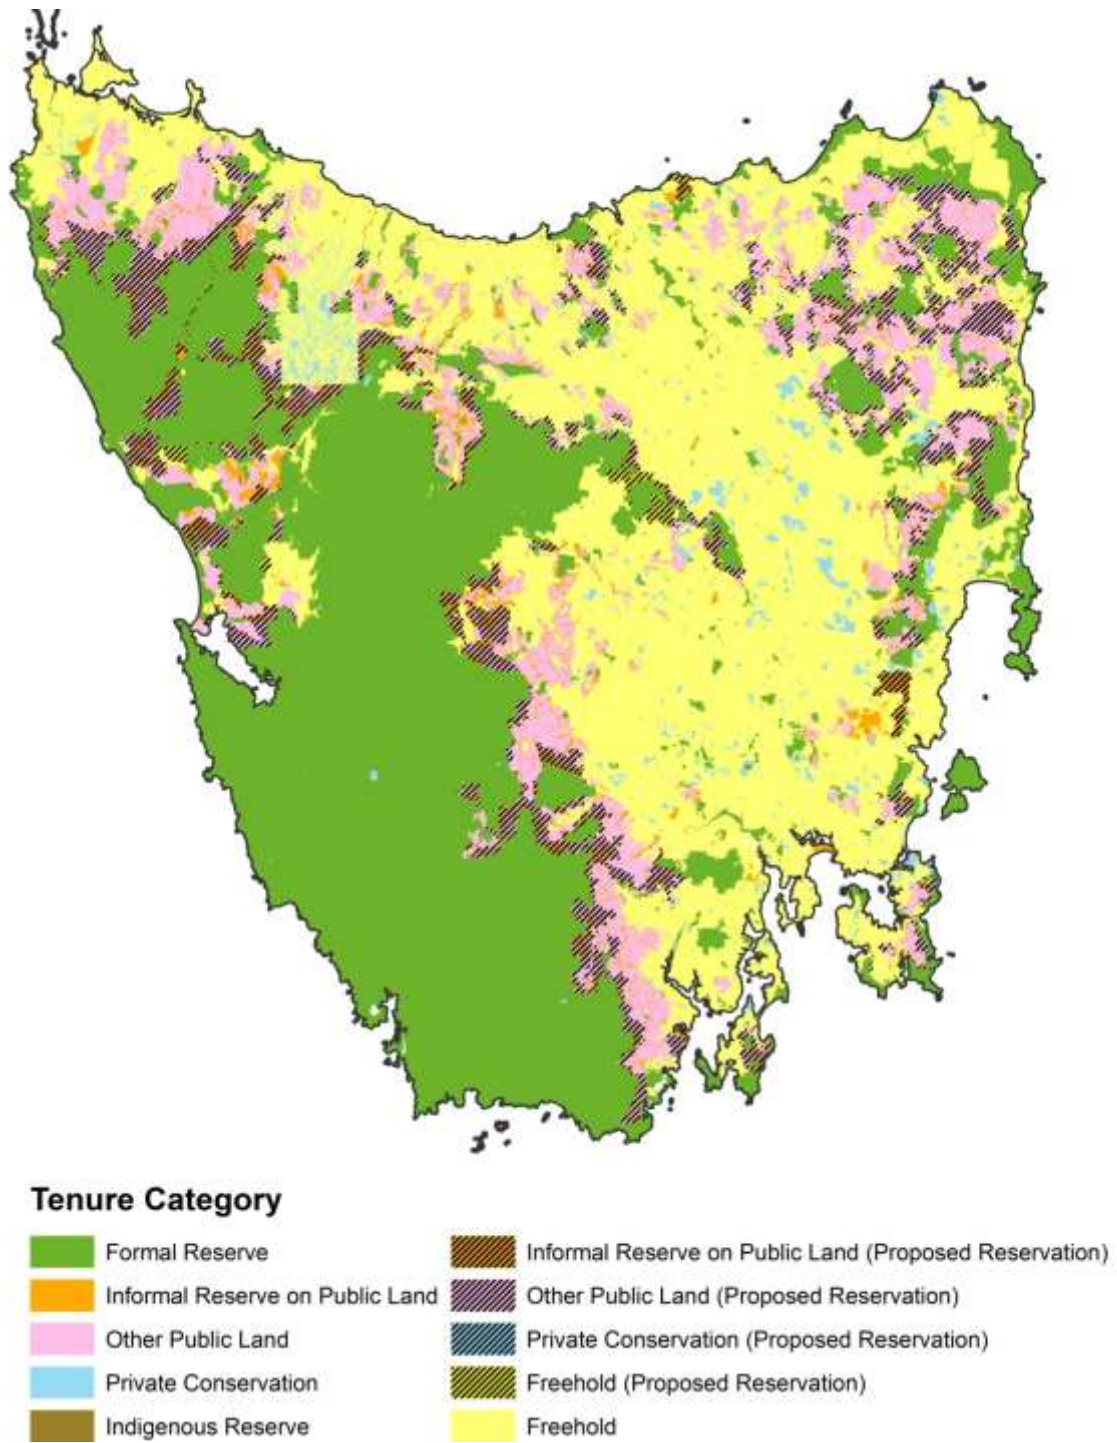 Tenure Category
Formal Reserve
Informal Reserve on Public Land
Other Public Land
Private Conservation
Indigenous Reserve
Informal Reserve on Public Land (Proposed Reservation)
Other Public Land (Proposed Reservation)
Private Conservation (Proposed Reservation)
Freehold (Proposed Reservation)
Freehold